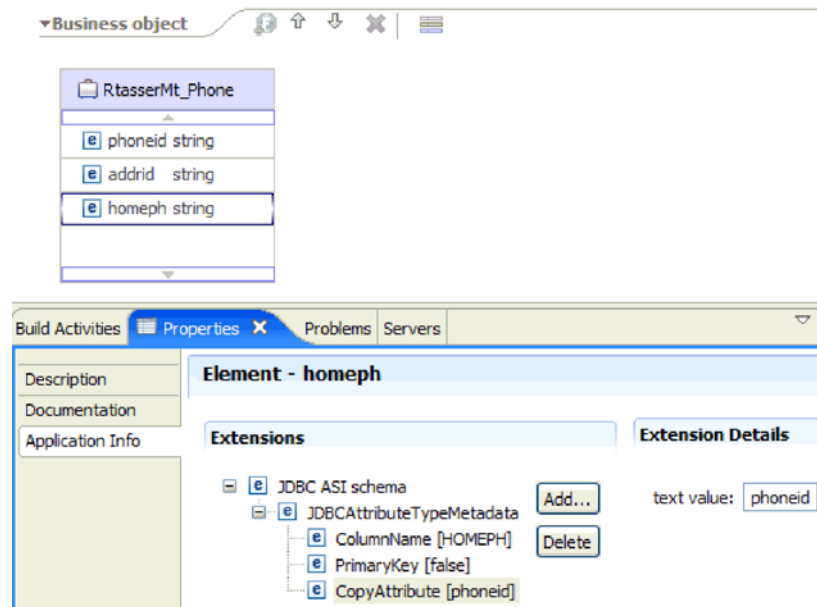 Business object
RtasserMt_Phone
e phoneid string
e addrid string
e homeph string
Build Activities Properties Problems Servers
Description
Documentation
Application Info
Element - homeph
Extensions
e JDBC ASI schema
e JDBCAttributeTypeMetadata
e ColumnName [HOMEPH]
e PrimaryKey [false]
e CopyAttribute [phoneid]
Add...
Delete
Extension Details
text value: phoneid